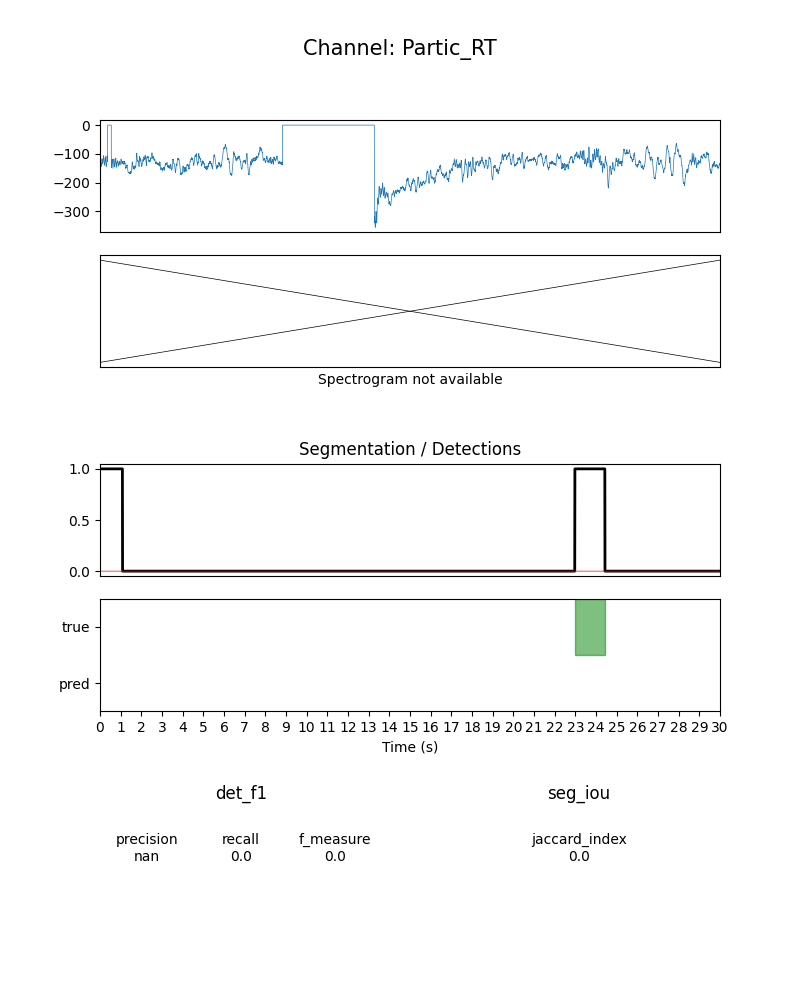 Channel: Partic_RT
0
−100
−200
−300
Spectrogram not available
Segmentation / Detections
1.0
0.5
0.0
true
pred
0 1 2 3 4 5 6 7 8 9 10 11 12 13 14 15 16 17 18 19 20 21 22 23 24 25 26 27 28 29 30
Time (s)
det_f1 seg_iou
precision recall f_measure jaccard_index
nan 0.0 0.0 0.0